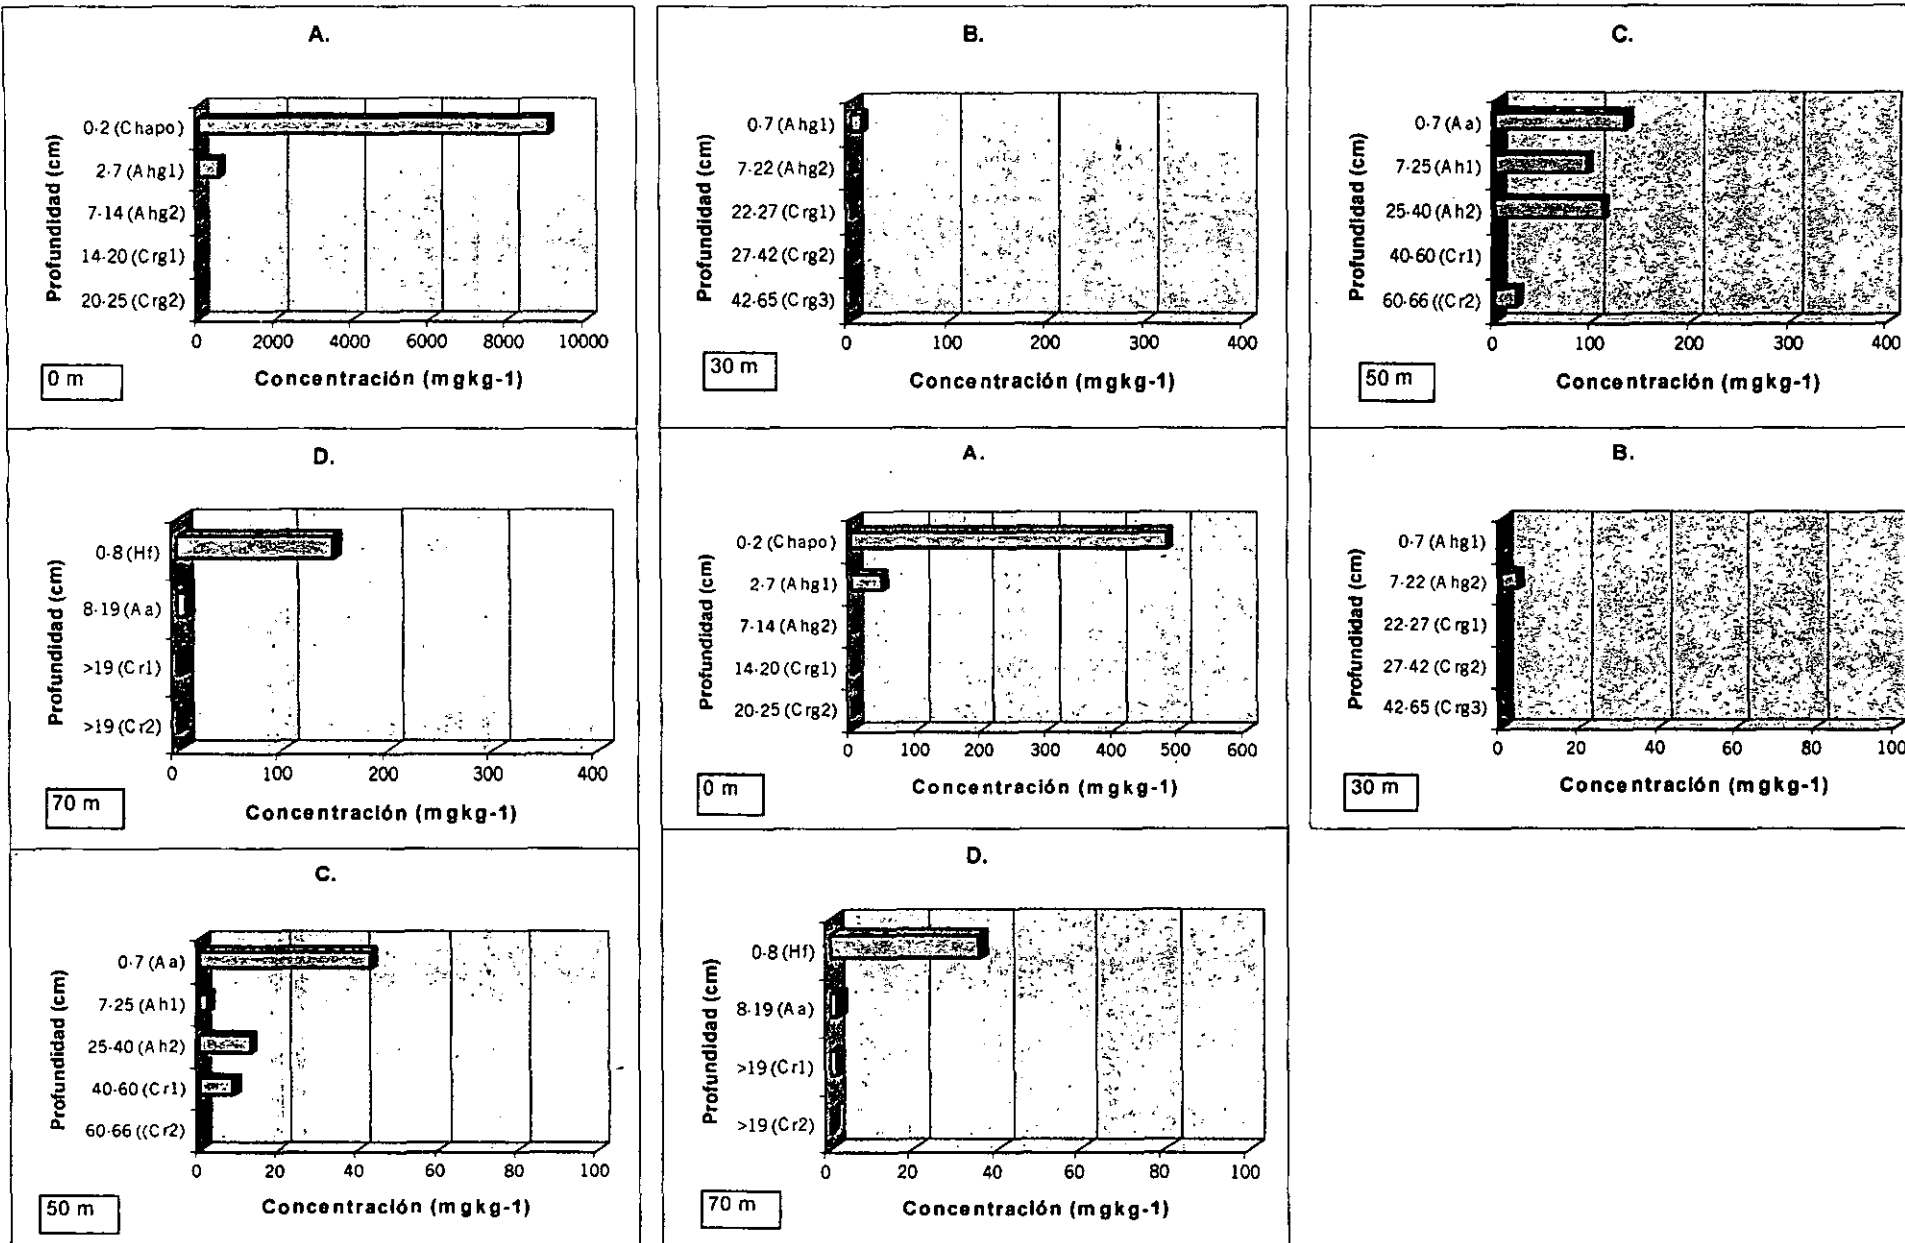 A.
Profundidad (cm)
0-2 (Chapo)
2-7 (Ahg1)
7-14 (Ahg2)
14-20 (Crg1)
20-25 (Crg2)
0 2000 4000 6000 8000 10000
Concentración (mgkg-1)
0 m
B.
Profundidad (cm)
0-7 (Ahg1)
7-22 (Ahg2)
22-27 (Crg1)
27-42 (Crg2)
42-65 (Crg3)
0 100 200 300 400
Concentración (mgkg-1)
30 m
C.
Profundidad (cm)
0-7 (Aa)
7-25 (Ah1)
25-40 (Ah2)
40-60 (Cr1)
60-66 ((Cr2)
0 100 200 300 400
Concentración (mgkg-1)
50 m
D.
Profundidad (cm)
0-8 (Hf)
8-19 (Aa)
>19 (Cr1)
>19 (Cr2)
0 100 200 300 400
Concentración (mgkg-1)
70 m
A.
Profundidad (cm)
0-2 (Chapo)
2-7 (Ahg1)
7-14 (Ahg2)
14-20 (Crg1)
20-25 (Crg2)
0 100 200 300 400 500 600
Concentración (mgkg-1)
0 m
B.
Profundidad (cm)
0-7 (Ahg1)
7-22 (Ahg2)
22-27 (Crg1)
27-42 (Crg2)
42-65 (Crg3)
0 20 40 60 80 100
Concentración (mgkg-1)
30 m
C.
Profundidad (cm)
0-7 (Aa)
7-25 (Ah1)
25-40 (Ah2)
40-60 (Cr1)
60-66 ((Cr2)
0 20 40 60 80 100
Concentración (mgkg-1)
50 m
D.
Profundidad (cm)
0-8 (Hf)
8-19 (Aa)
>19 (Cr1)
>19 (Cr2)
0 20 40 60 80 100
Concentración (mgkg-1)
70 m